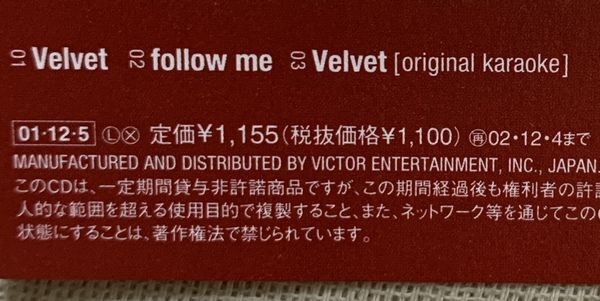 01 Velvet 02 follow me 03 Velvet [original karaoke]
01・12・5 Ⓛ Ⓧ 定価¥1,155(税抜価格¥1,100) ㊢02・12・4まで
MANUFACTURED AND DISTRIBUTED BY VICTOR ENTERTAINMENT, INC., JAPAN.
このCDは、一定期間貸与非許諾商品ですが、この期間経過後も権利者の許
人的な範囲を超える使用目的で複製すること、また、ネットワーク等を通じてこの
状態にすることは、著作権法で禁じられています。